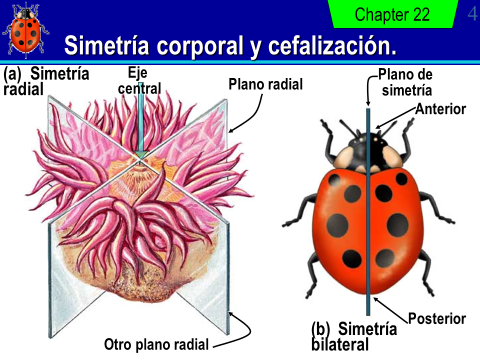 Chapter 22
4
Simetría corporal y cefalización.
(a) Simetría
radial
Eje
central
Plano radial
Otro plano radial
Plano de
simetría
Anterior
Posterior
(b) Simetría
bilateral